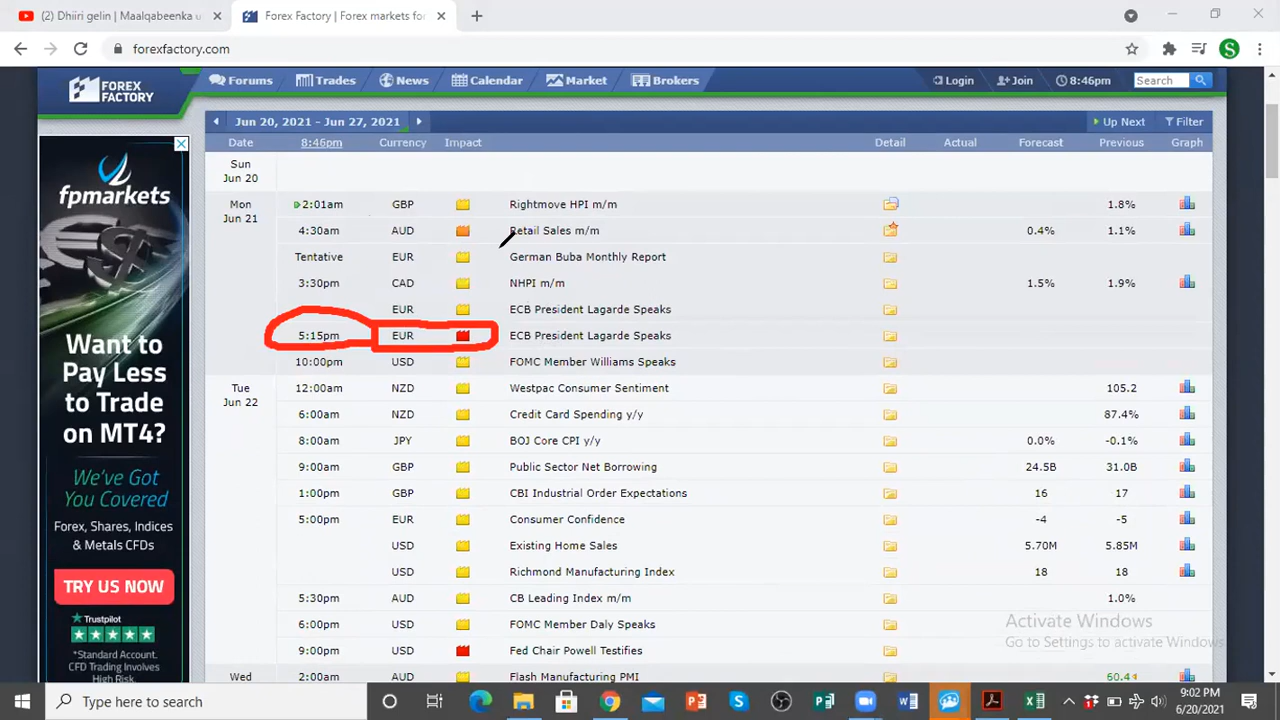 (2) Dhiiri gelin | Maalqabeenka u
Forex Factory | Forex markets for
forexfactory.com
S
FOREX FACTORY
Forums Trades News Calendar Market Brokers Login Join 8:46pm Search
Jun 20, 2021 - Jun 27, 2021 Up Next Filter
Date 8:46pm Currency Impact Detail Actual Forecast Previous Graph
Sun
Jun 20
Mon
Jun 21
2:01am GBP Rightmove HPI m/m 1.8%
4:30am AUD Retail Sales m/m 0.4% 1.1%
Tentative EUR German Buba Monthly Report
3:30pm CAD NHPI m/m 1.5% 1.9%
EUR ECB President Lagarde Speaks
5:15pm EUR ECB President Lagarde Speaks
10:00pm USD FOMC Member Williams Speaks
Tue
Jun 22
12:00am NZD Westpac Consumer Sentiment 105.2
6:00am NZD Credit Card Spending y/y 87.4%
8:00am JPY BOJ Core CPI y/y 0.0% -0.1%
9:00am GBP Public Sector Net Borrowing 24.5B 31.0B
1:00pm GBP CBI Industrial Order Expectations 16 17
5:00pm EUR Consumer Confidence -4 -5
USD Existing Home Sales 5.70M 5.85M
USD Richmond Manufacturing Index 18 18
5:30pm AUD CB Leading Index m/m 1.0%
6:00pm USD FOMC Member Daly Speaks
9:00pm USD Fed Chair Powell Testifies
Wed 2:00am AUD Flash Manufacturing PMI 60.4
fpmarkets
Want to
Pay Less
to Trade
on MT4?
We've Got
You Covered
Forex, Shares, Indices
& Metals CFDs
TRY US NOW
Trustpilot
*Standard Account.
CFD Trading Involves
High Risk.
Activate Windows
Go to Settings to activate Windows.
Type here to search
9:02 PM
6/20/2021